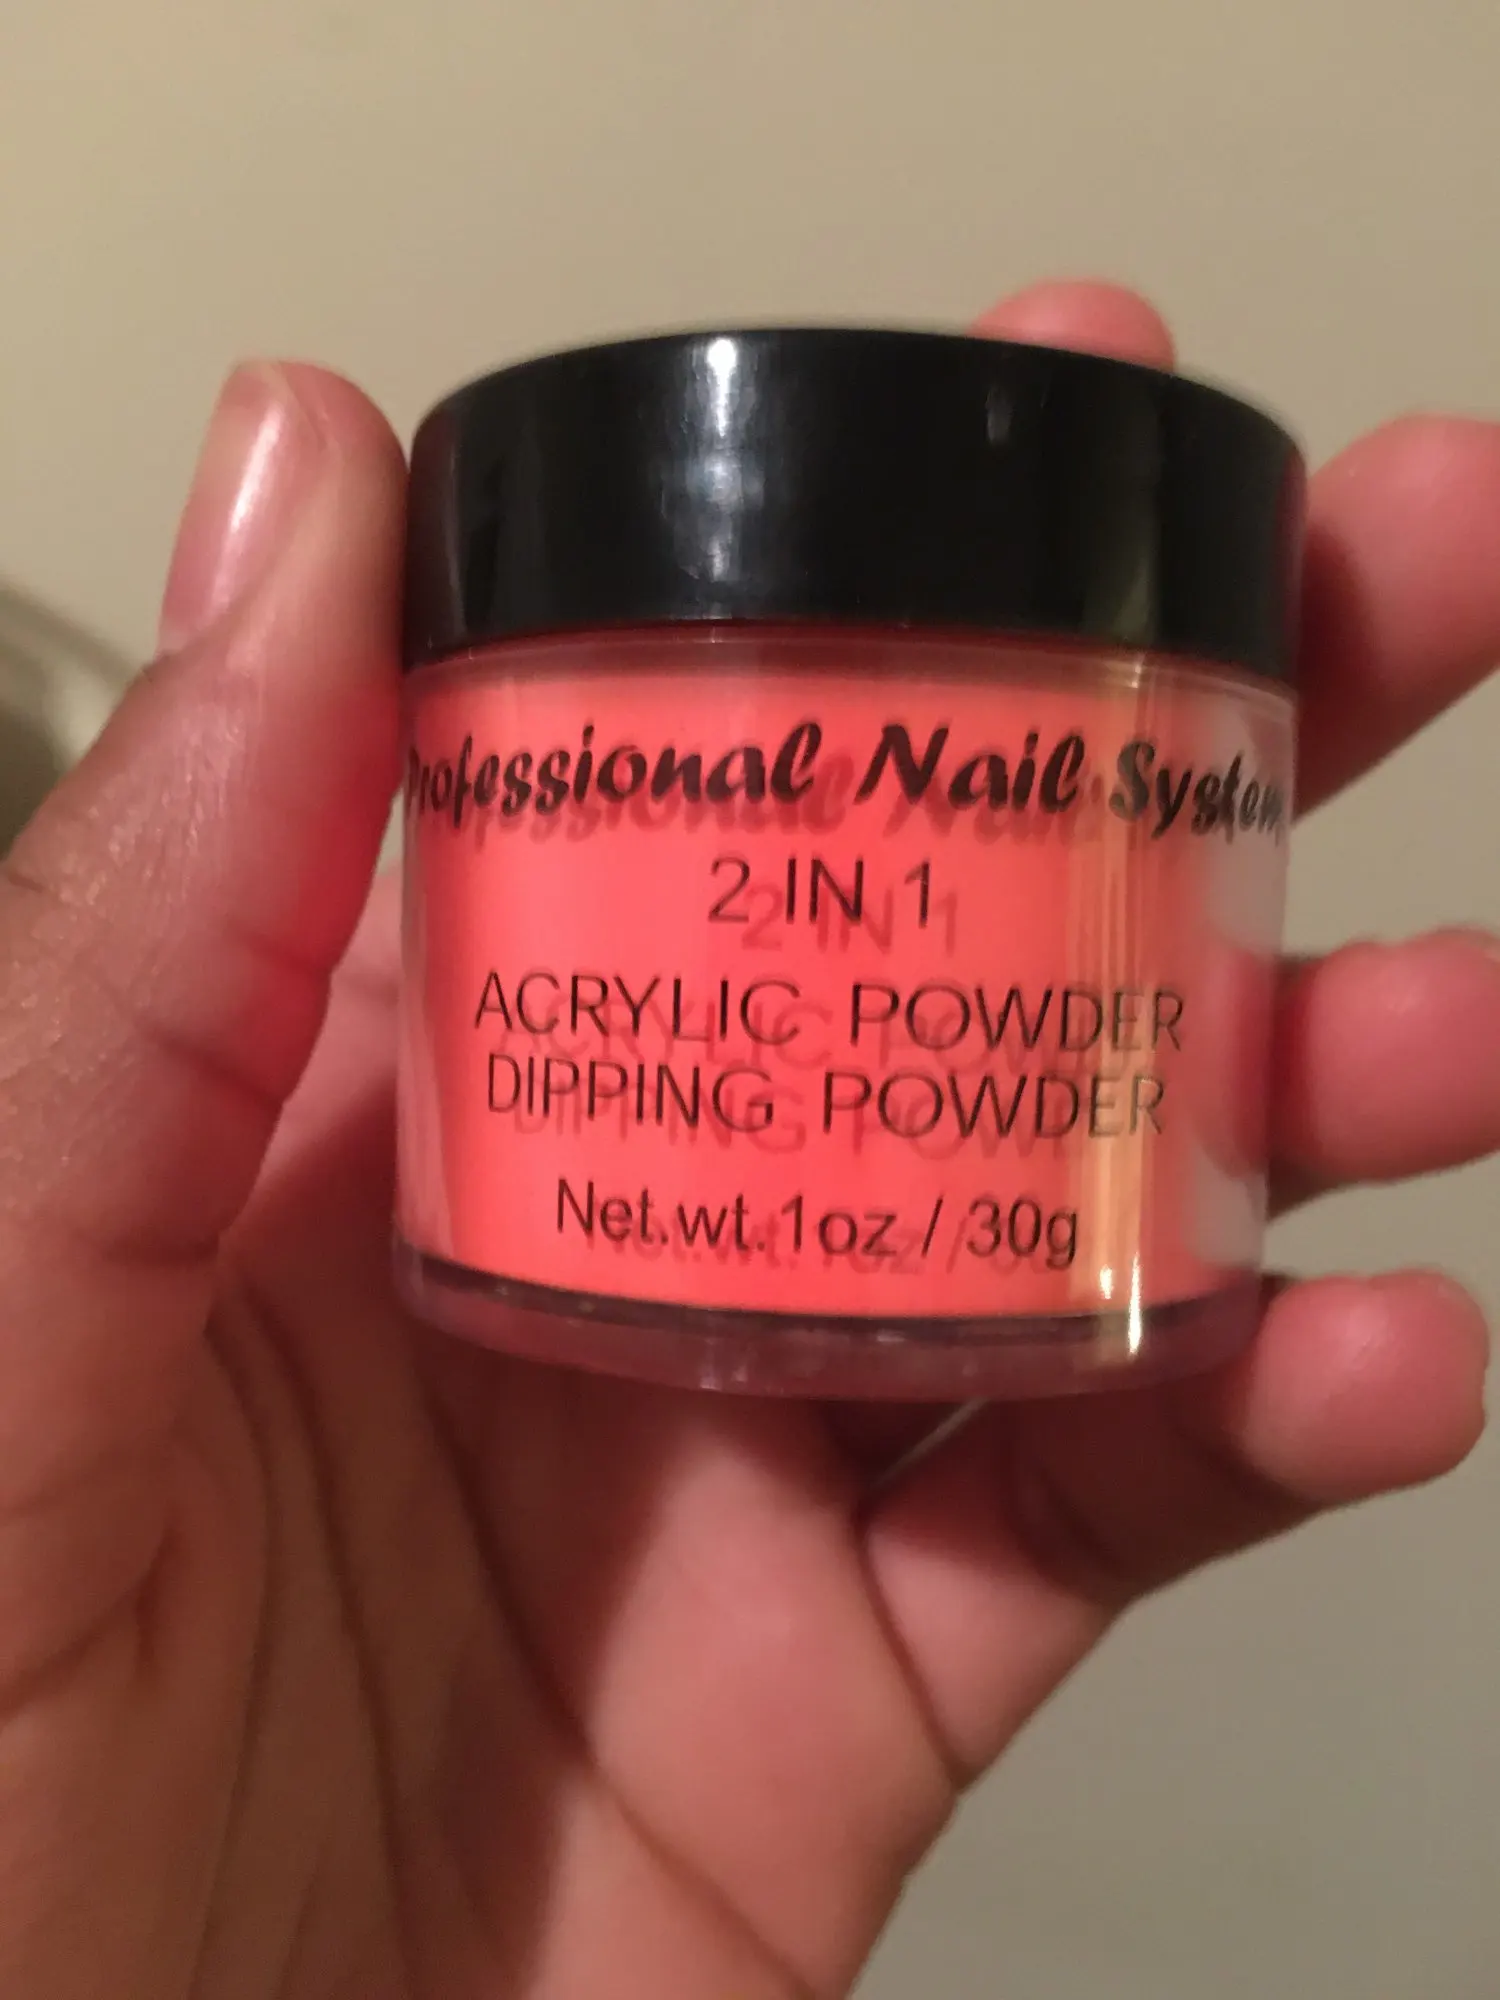 Professional Nail System
2 IN 1
ACRYLIC POWDER
DIPPING POWDER
Net.wt.1oz / 30g